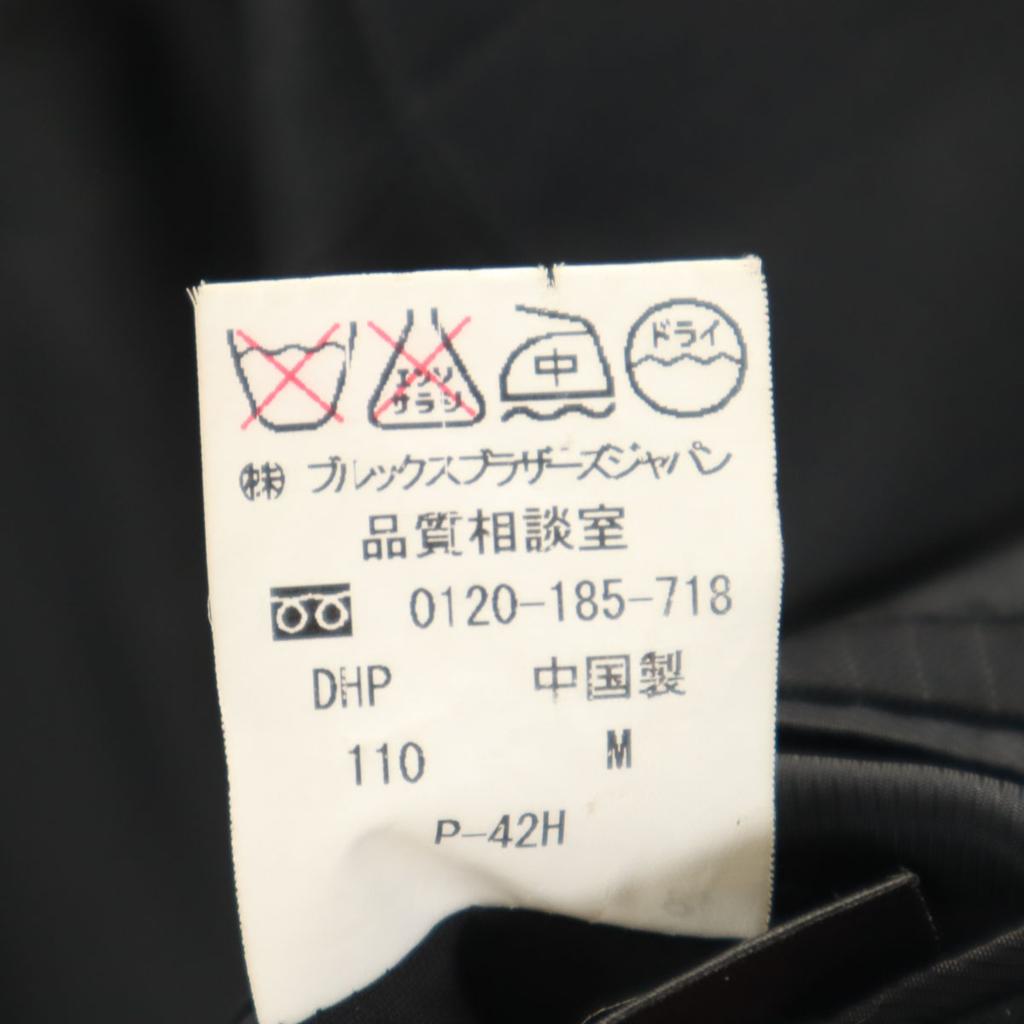 エンソ
サラシ
中
ドライ
㈱ ブルックスブラザーズジャパン
品質相談室
0120-185-718
DHP 中国製
110 M
P-42H